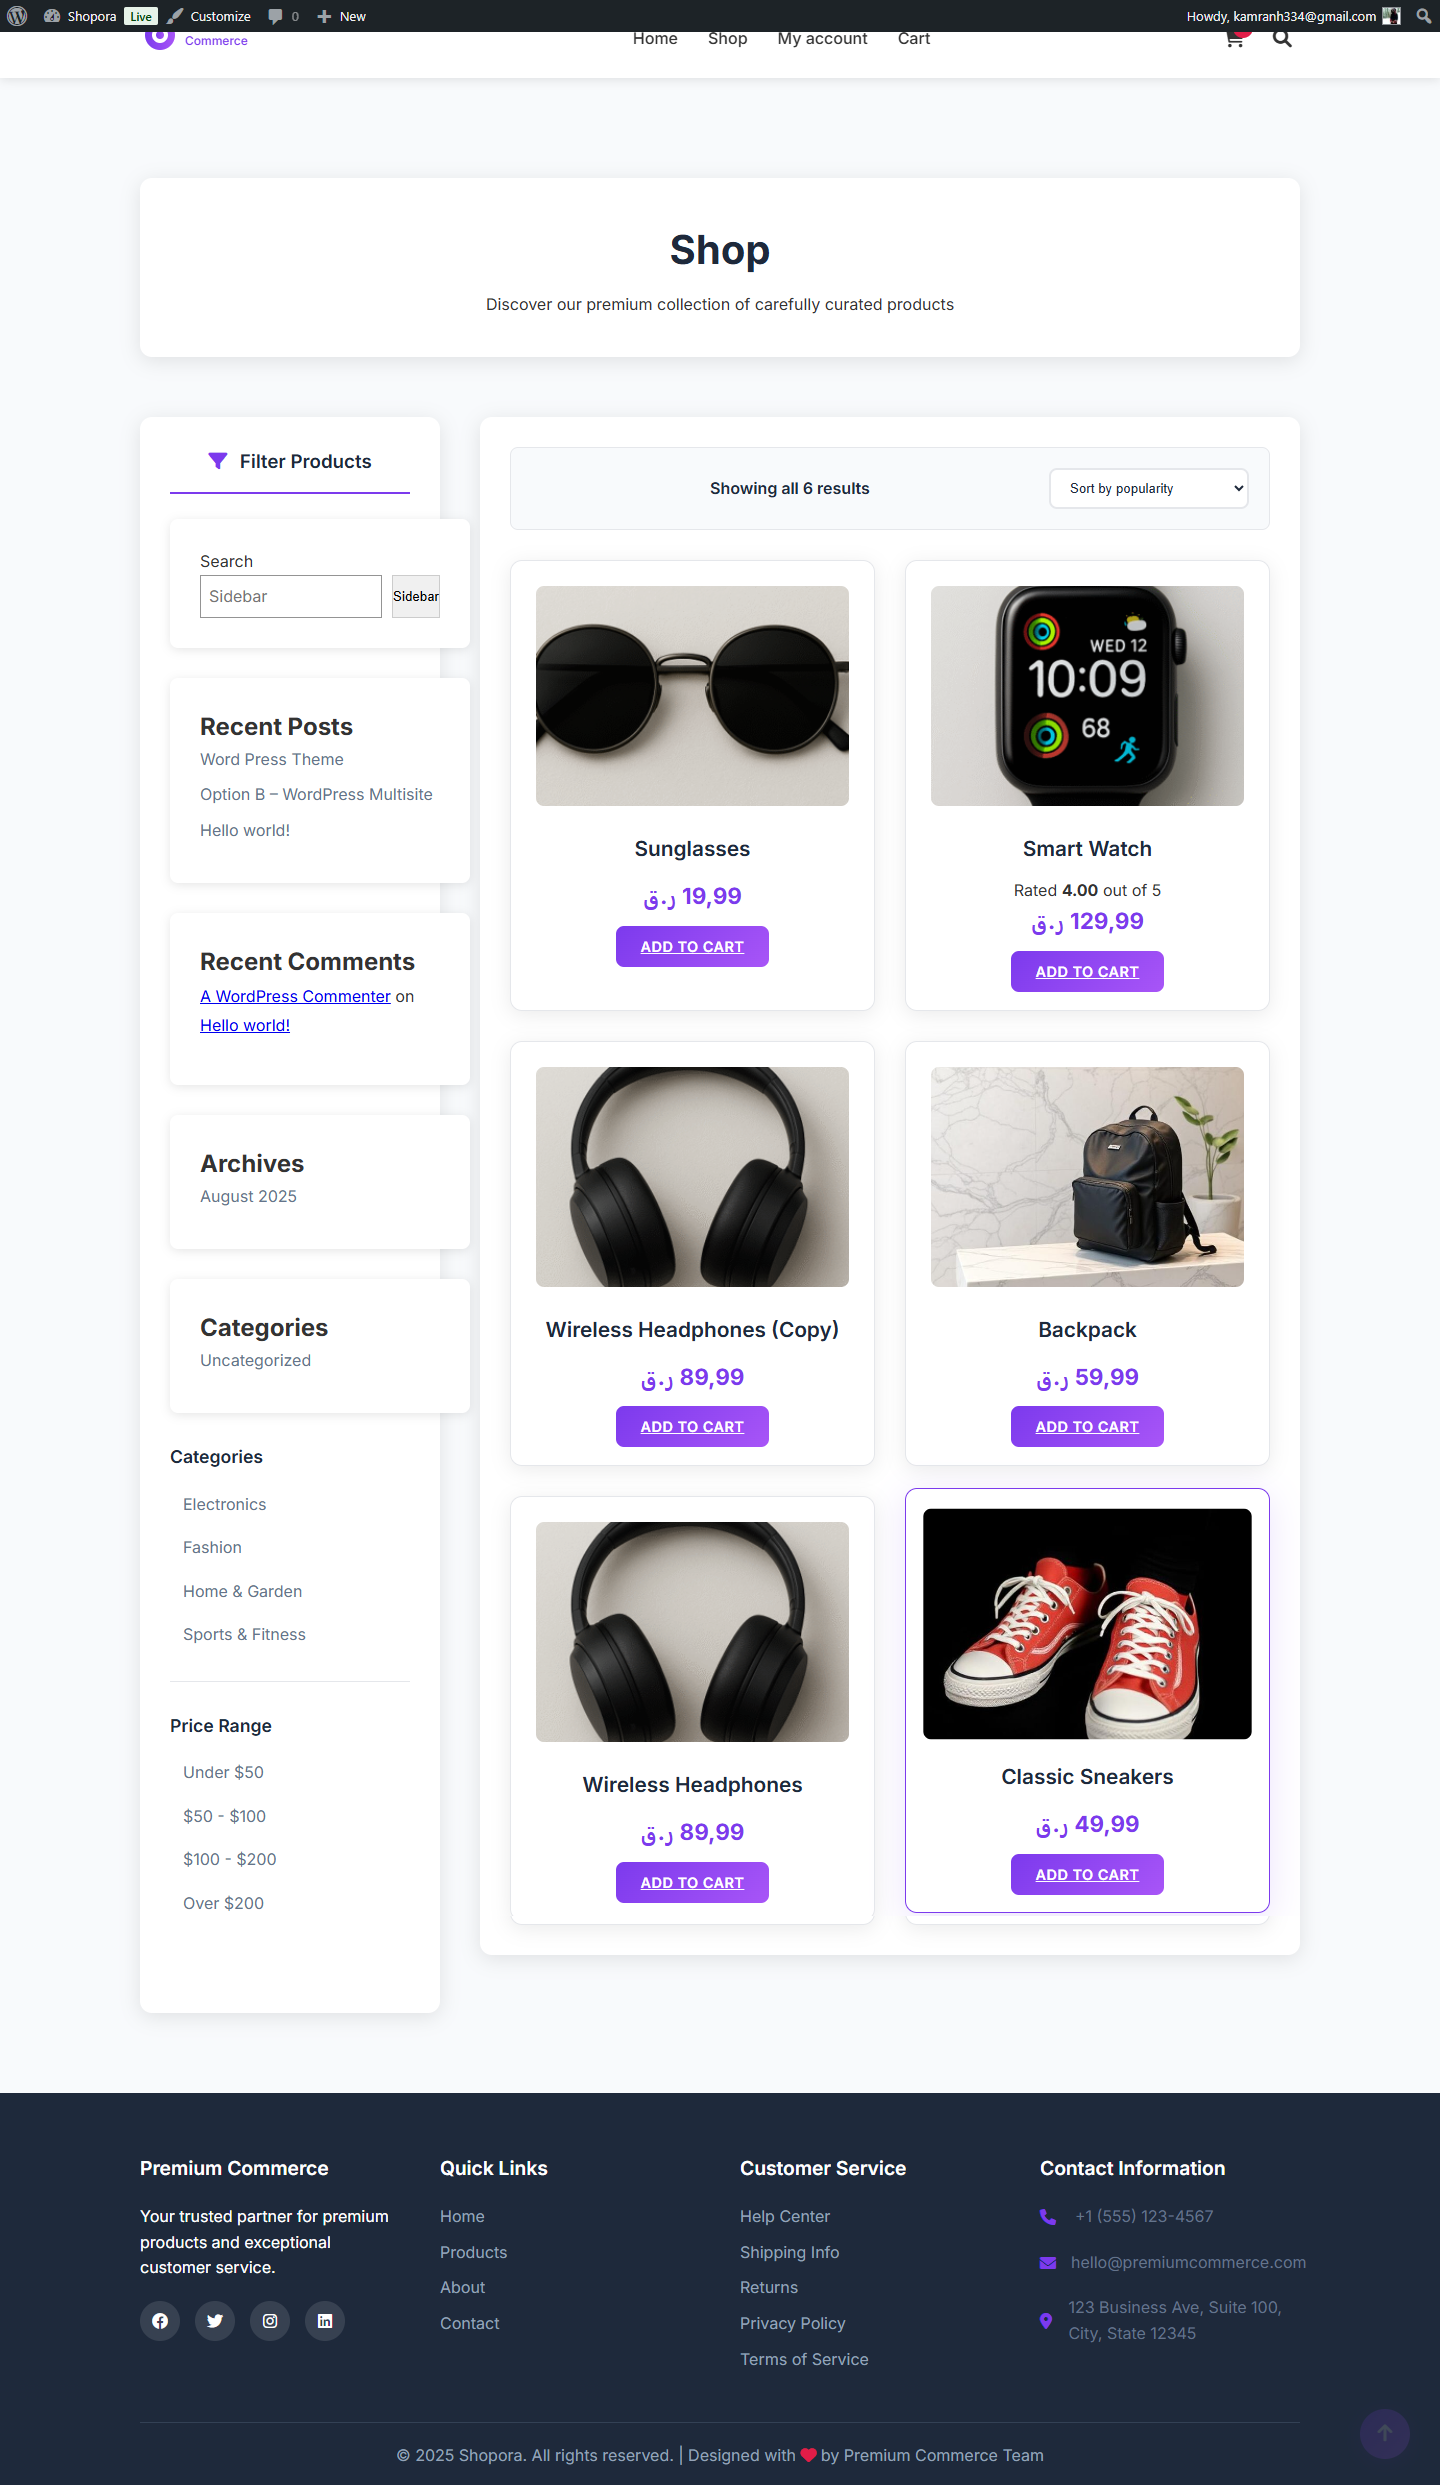 Shopora Live Customize 0 New
Howdy, kamranh334@gmail.com
Commerce
Home Shop My account Cart
Shop
Discover our premium collection of carefully curated products
Filter Products
Search
Sidebar Sidebar
Recent Posts
Word Press Theme
Option B – WordPress Multisite
Hello world!
Recent Comments
A WordPress Commenter on
Hello world!
Archives
August 2025
Categories
Uncategorized
Categories
Electronics
Fashion
Home & Garden
Sports & Fitness
Price Range
Under $50
$50 - $100
$100 - $200
Over $200
Showing all 6 results
Sort by popularity
Sunglasses
ر.ق 19,99
ADD TO CART
WED 12
10:09
68
Smart Watch
Rated 4.00 out of 5
ر.ق 129,99
ADD TO CART
Wireless Headphones (Copy)
ر.ق 89,99
ADD TO CART
Backpack
ر.ق 59,99
ADD TO CART
Wireless Headphones
ر.ق 89,99
ADD TO CART
Classic Sneakers
ر.ق 49,99
ADD TO CART
Premium Commerce
Your trusted partner for premium
products and exceptional
customer service.
Quick Links
Home
Products
About
Contact
Customer Service
Help Center
Shipping Info
Returns
Privacy Policy
Terms of Service
Contact Information
+1 (555) 123-4567
hello@premiumcommerce.com
123 Business Ave, Suite 100,
City, State 12345
© 2025 Shopora. All rights reserved. | Designed with ❤ by Premium Commerce Team